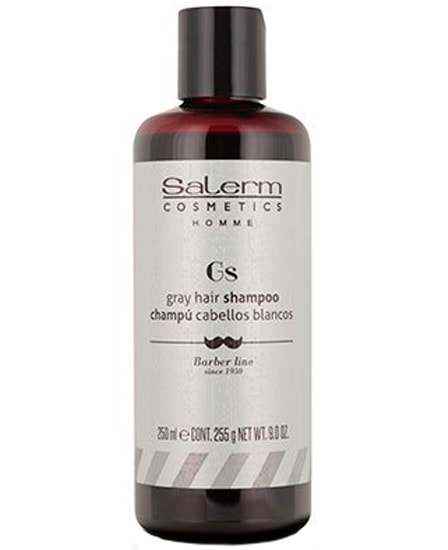 Salerm
COSMETICS
HOMME
Gs
gray hair shampoo
champú cabellos blancos
Barber line
since 1950
250 ml e CONT. 255 g NET WT. 9.0 OZ.